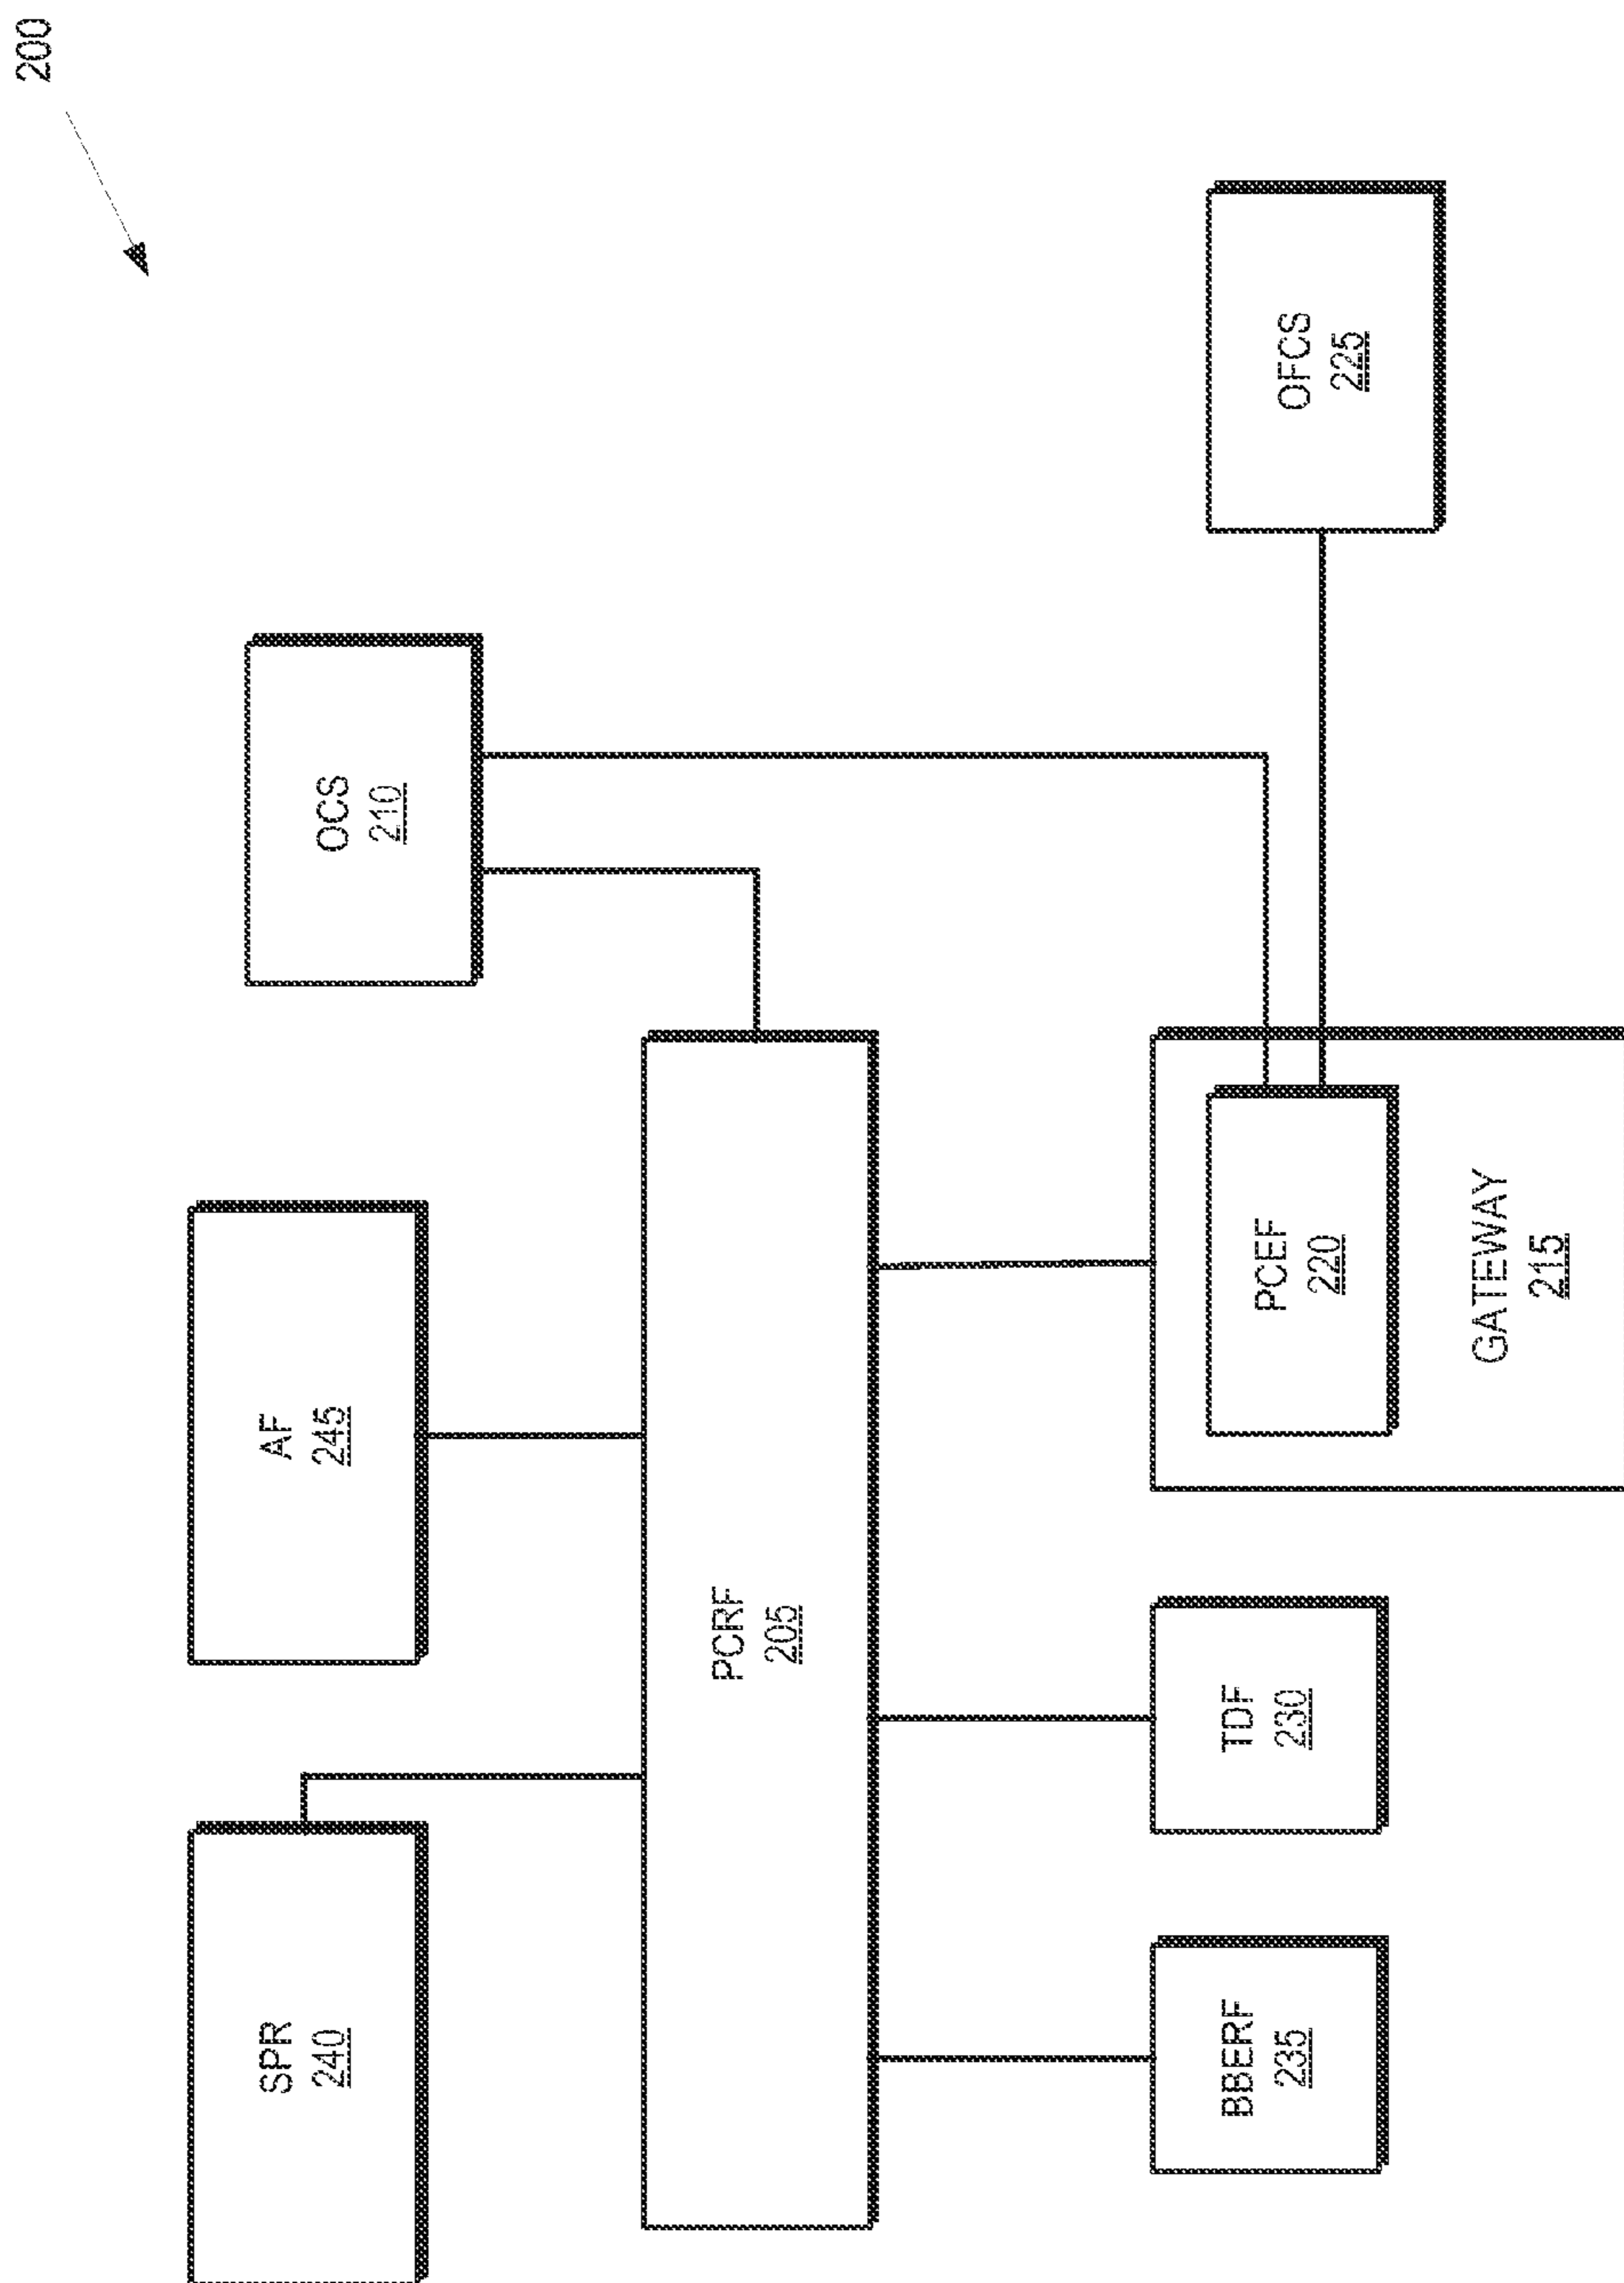 200
SPR
240
AF
245
OCS
210
PCRF
205
BBERF
235
TDF
230
PCEF
220
GATEWAY
215
OFCS
225